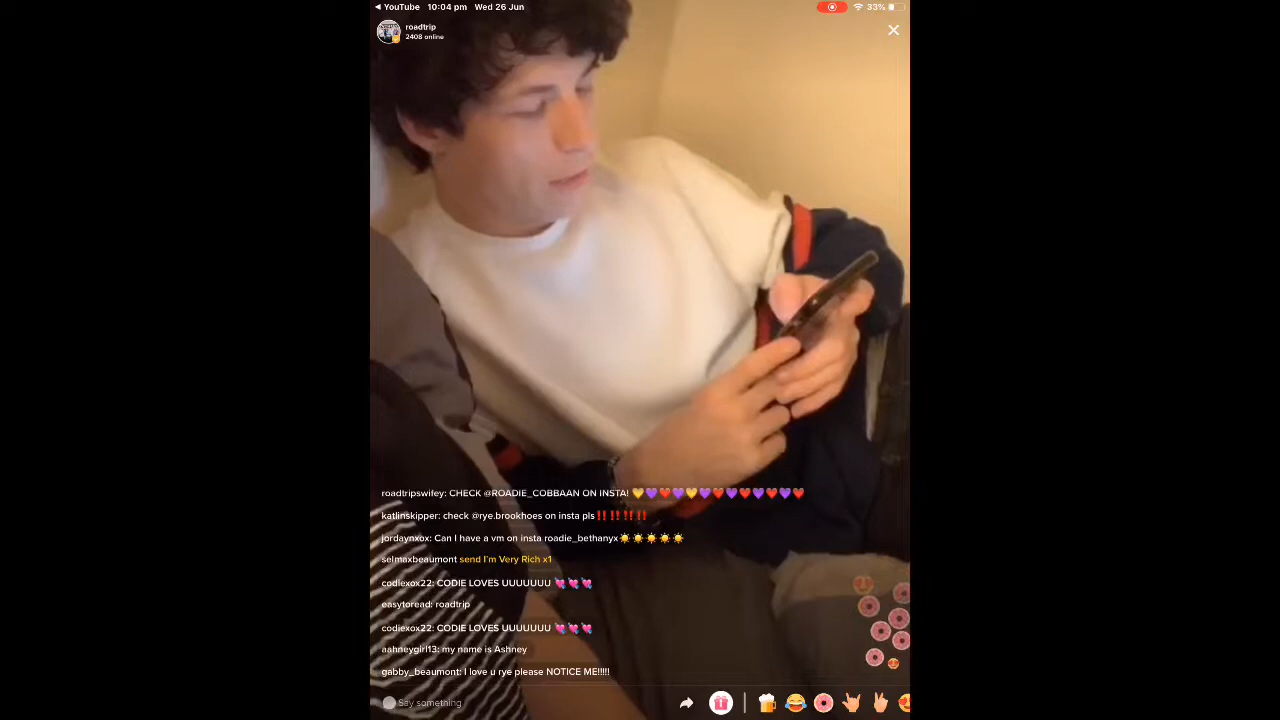 YouTube 10:04 pm Wed 26 Jun 33%
roadtrip
2408 online
roadtripswifey: CHECK @ROADIE_COBBAAN ON INSTA! 💛💜❤️💜💛💜❤️💜❤️💜❤️💜❤️
katlinskipper: check @rye.brookhoes on insta pls‼️‼️‼️‼️
jordaynxox: Can I have a vm on insta roadie_bethanyx☀️☀️☀️☀️☀️
selmaxbeaumont send I'm Very Rich x1
codiexox22: CODIE LOVES UUUUUUU 💘💘💘
easytoread: roadtrip
codiexox22: CODIE LOVES UUUUUUU 💘💘💘
aahneygirl13: my name is Ashney
gabby_beaumont: I love u rye please NOTICE ME!!!!!
Say something